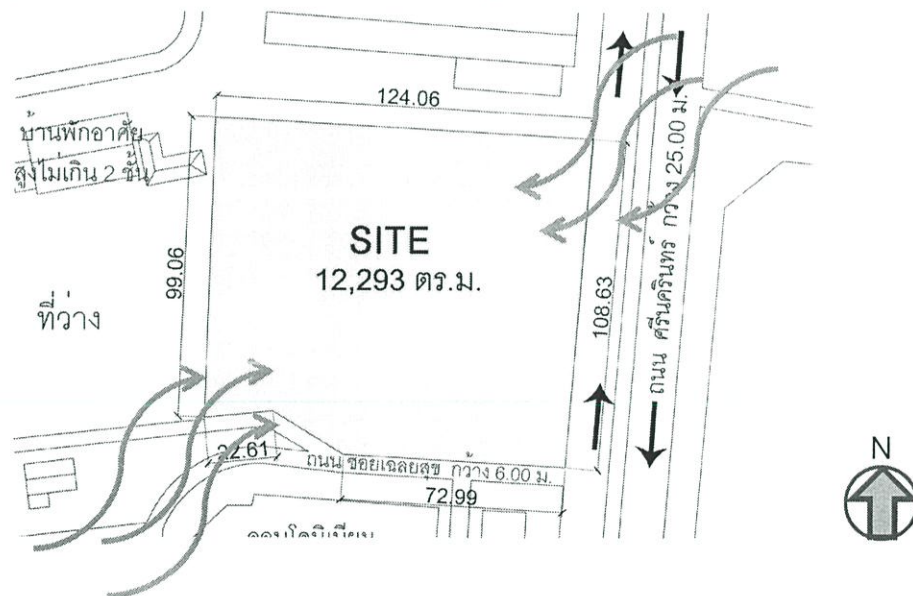 124.06
บ้านพักอาศัย
สูงไม่เกิน 2 ชั้น
SITE
12,293 ตร.ม.
99.06
108.63
ถนน ศรีนครินทร์ กว้าง 25.00 ม.
ที่ว่าง
22.61
ถนน ซอยเฉลยสุข กว้าง 6.00 ม.
72.99
คอนโดมิเนียม
N